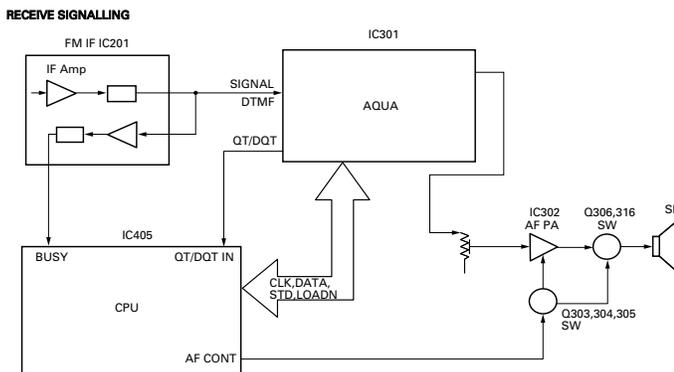 RECEIVE SIGNALLING
FM IF IC201
IF Amp
IC301
AQUA
SIGNAL
DTMF
QT/DQT
IC405
BUSY
QT/DQT IN
CPU
CLK,DATA,
STD,LOADN
AF CONT
IC302
AF PA
Q306,316
SW
Q303,304,305
SW